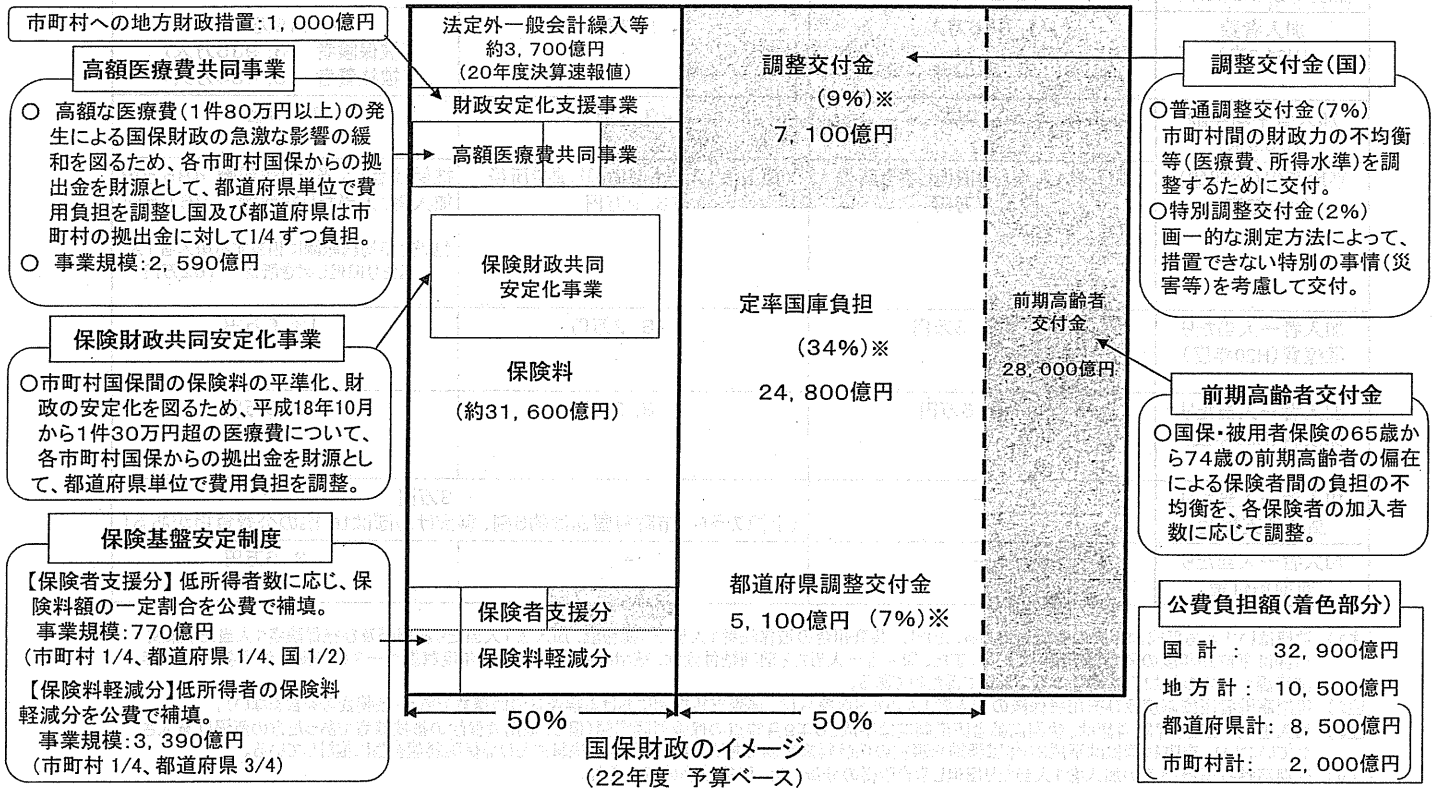 市町村への地方財政措置:1,000億円
高額医療費共同事業
○ 高額な医療費(1件80万円以上)の発
生による国保財政の急激な影響の緩
和を図るため、各市町村国保からの拠
出金を財源として、都道府県単位で費
用負担を調整し国及び都道府県は市
町村の拠出金に対して1/4ずつ負担。
○ 事業規模:2,590億円
保険財政共同安定化事業
○市町村国保間の保険料の平準化、財
政の安定化を図るため、平成18年10月
から1件30万円超の医療費について、
各市町村国保からの拠出金を財源とし
て、都道府県単位で費用負担を調整。
保険基盤安定制度
【保険者支援分】低所得者数に応じ、保
険料額の一定割合を公費で補填。
事業規模:770億円
(市町村 1/4、都道府県 1/4、国 1/2)
【保険料軽減分】低所得者の保険料
軽減分を公費で補填。
事業規模:3,390億円
(市町村 1/4、都道府県 3/4)
法定外一般会計繰入等
約3,700億円
(20年度決算速報値)
財政安定化支援事業
高額医療費共同事業
保険財政共同
安定化事業
保険料
(約31,600億円)
保険者支援分
保険料軽減分
50%
調整交付金
(9%)※
7,100億円
定率国庫負担
(34%)※
24,800億円
都道府県調整交付金
5,100億円 (7%)※
50%
前期高齢者
交付金
28,000億円
国保財政のイメージ
(22年度 予算ベース)
調整交付金(国)
○普通調整交付金(7%)
市町村間の財政力の不均衡
等(医療費、所得水準)を調
整するために交付。
○特別調整交付金(2%)
画一的な測定方法によって、
措置できない特別の事情(災
害等)を考慮して交付。
前期高齢者交付金
○国保・被用者保険の65歳か
ら74歳の前期高齢者の偏在
による保険者間の負担の不
均衡を、各保険者の加入者
数に応じて調整。
公費負担額(着色部分)
国 計: 32,900億円
地方計: 10,500億円
都道府県計: 8,500億円
市町村計: 2,000億円